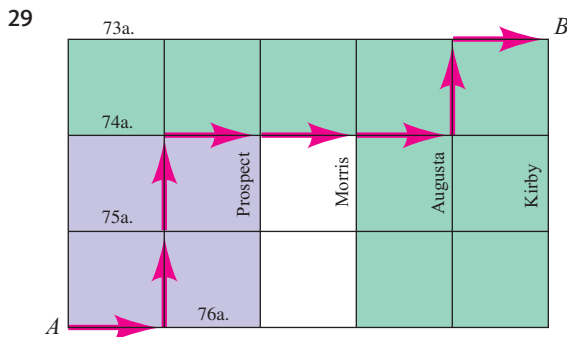 29
73a.
B
74a.
Prospect
Morris
Augusta
Kirby
75a.
76a.
A